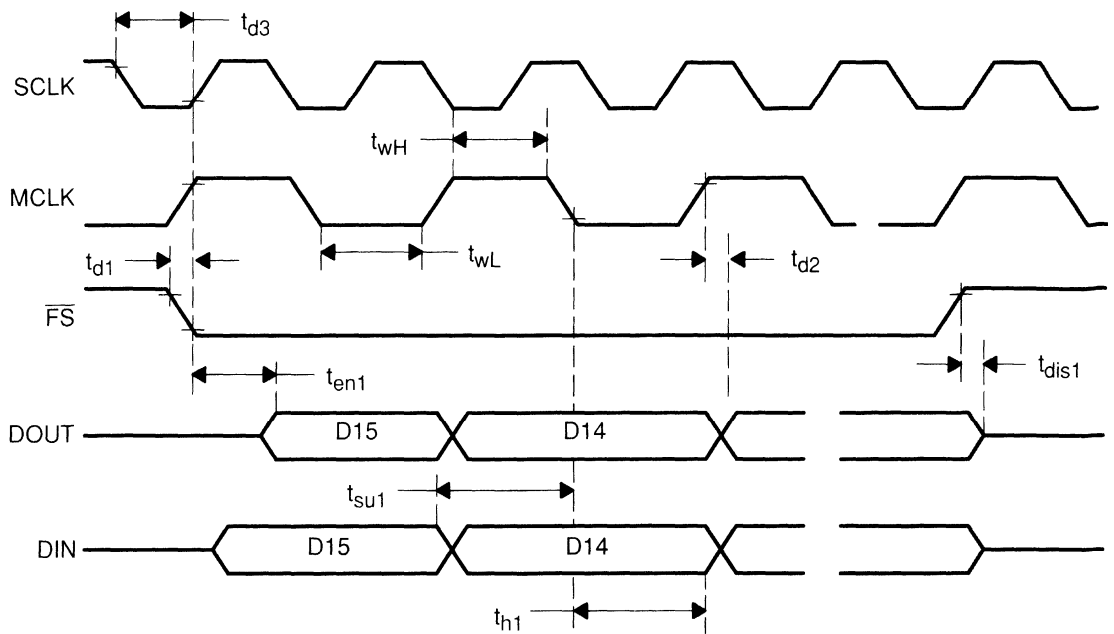 td3
SCLK
twH
MCLK
td1
twL
td2
FS
ten1
tdis1
DOUT
D15
D14
tsu1
DIN
D15
D14
th1